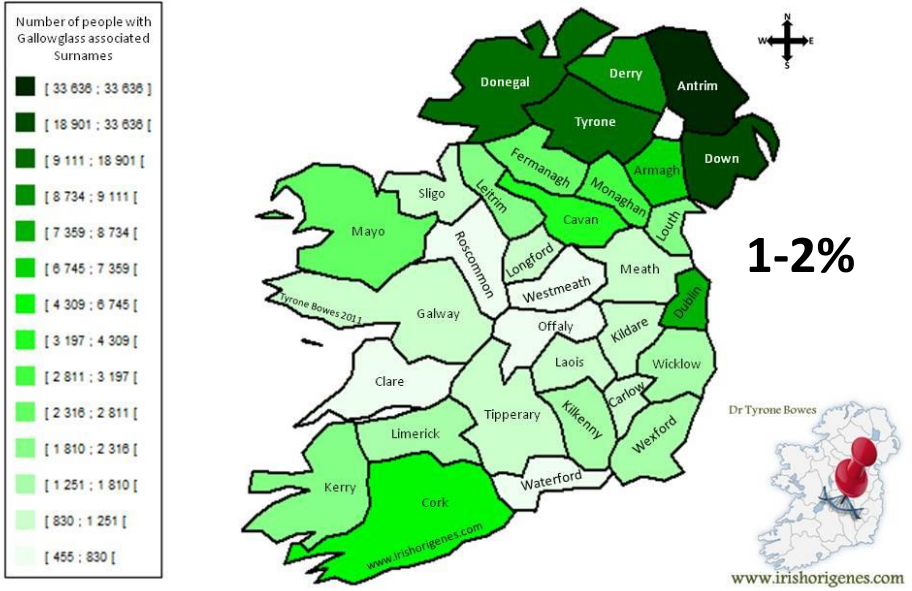 Number of people with
Gallowglass associated
Surnames
[ 33 636 ; 33 636 ]
[ 18 901 ; 33 636 [
[ 9 111 ; 18 901 [
[ 8 734 ; 9 111 [
[ 7 359 ; 8 734 [
[ 6 745 ; 7 359 [
[ 4 309 ; 6 745 [
[ 3 197 ; 4 309 [
[ 2 811 ; 3 197 [
[ 2 316 ; 2 811 [
[ 1 810 ; 2 316 [
[ 1 251 ; 1 810 [
[ 830 ; 1 251 [
[ 455 ; 830 [
N
W E
S
Donegal
Derry
Antrim
Tyrone
Down
Fermanagh
Armagh
Monaghan
Sligo
Leitrim
Cavan
Louth
Mayo
Roscommon
Longford
Meath
Westmeath
Tyrone Bowes 2011
Galway
Dublin
Offaly
Kildare
Laois
Wicklow
Clare
Carlow
Tipperary
Kilkenny
Wexford
Limerick
Waterford
Kerry
Cork
www.Irishorigenes.com
1-2%
Dr Tyrone Bowes
www.irishorigenes.com